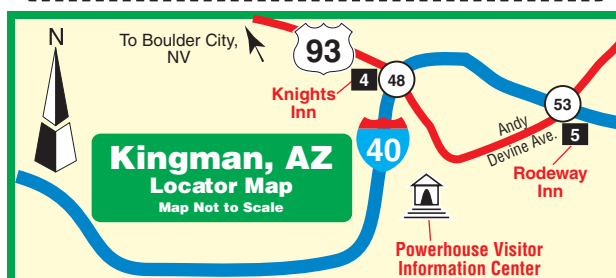 N
To Boulder City,
NV
93
4
48
Knights
Inn
40
53
5
Andy
Devine Ave.
Rodeway
Inn
Kingman, AZ
Locator Map
Map Not to Scale
Powerhouse Visitor
Information Center